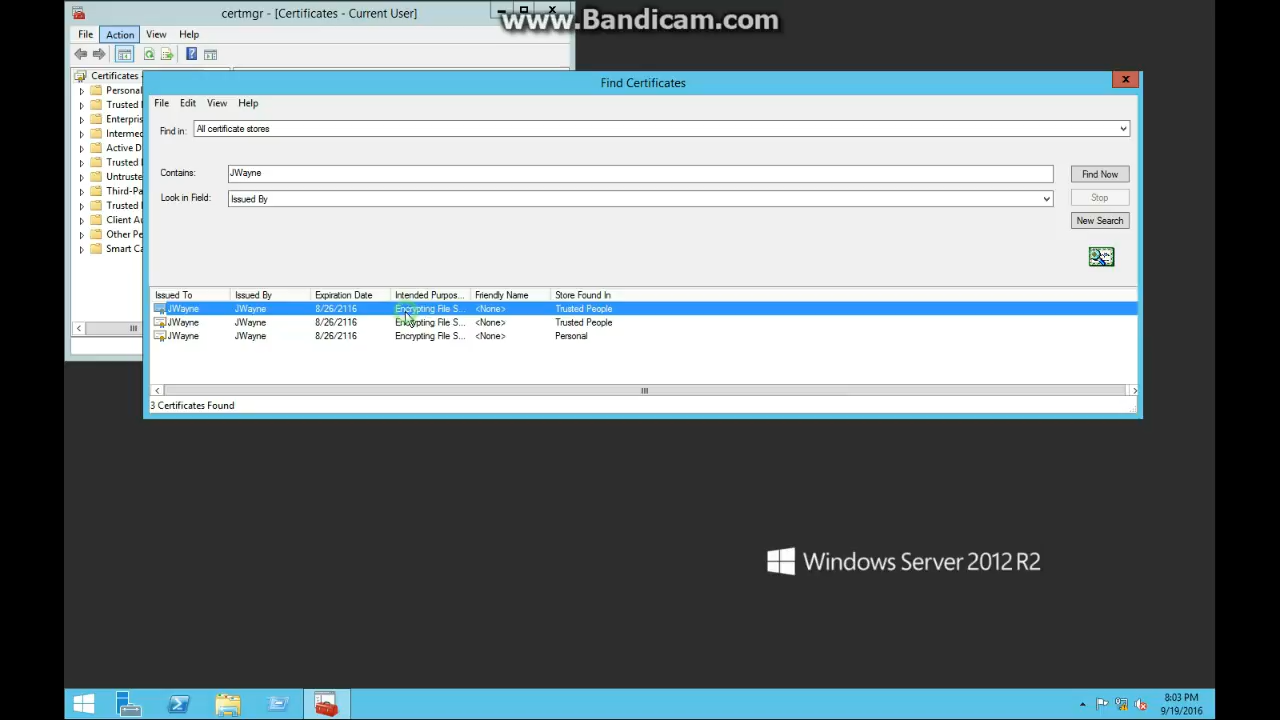 certmgr - [Certificates - Current User]
www.Bandicam.com
File Action View Help
Certificates -
Personal
Trusted
Enterpris
Intermed
Active D
Trusted
Untruste
Third-Pa
Trusted
Client Au
Other Pe
Smart Ca
Find Certificates
File Edit View Help
Find in: All certificate stores
Contains: JWayne Find Now
Look in Field: Issued By Stop
New Search
Issued To Issued By Expiration Date Intended Purpos... Friendly Name Store Found In
JWayne JWayne 8/26/2116 Encrypting File S... <None> Trusted People
JWayne JWayne 8/26/2116 Encrypting File S... <None> Trusted People
JWayne JWayne 8/26/2116 Encrypting File S... <None> Personal
3 Certificates Found
Windows Server 2012 R2
8:03 PM
9/19/2016